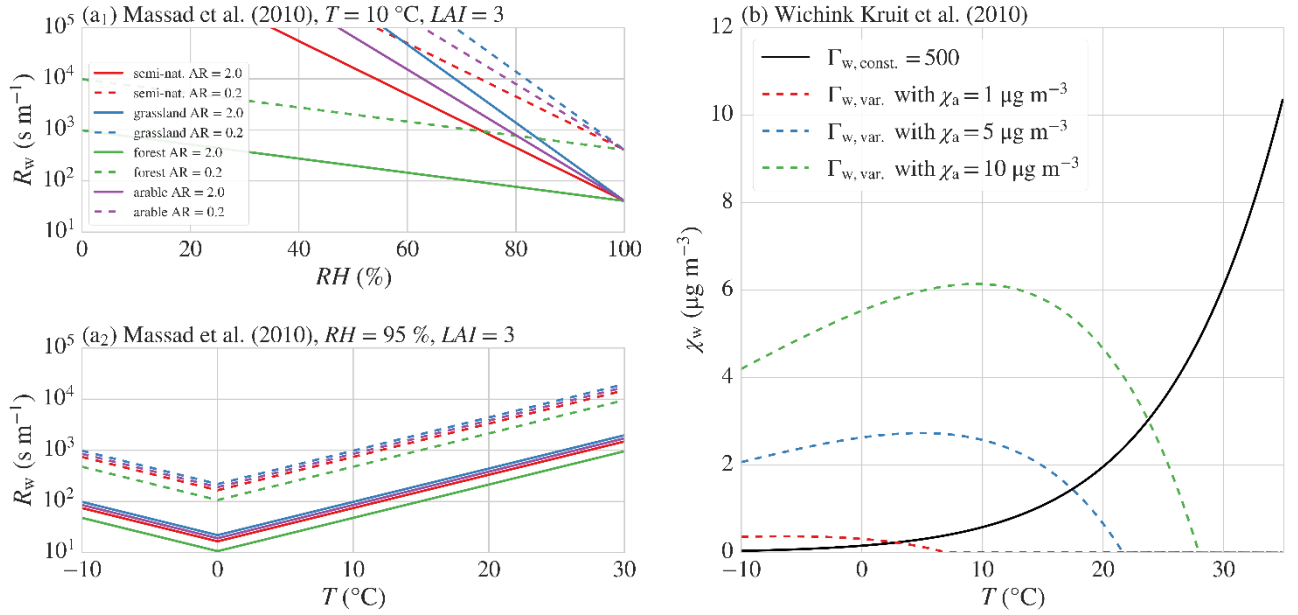 (a₁) Massad et al. (2010), T = 10 °C, LAI = 3
10⁵
10⁴
10³
10²
10¹
R_w (s m⁻¹)
semi-nat. AR = 2.0
semi-nat. AR = 0.2
grassland AR = 2.0
grassland AR = 0.2
forest AR = 2.0
forest AR = 0.2
arable AR = 2.0
arable AR = 0.2
0 20 40 60 80 100
RH (%)
(a₂) Massad et al. (2010), RH = 95 %, LAI = 3
10⁵
10⁴
10³
10²
10¹
R_w (s m⁻¹)
−10 0 10 20 30
T (°C)
(b) Wichink Kruit et al. (2010)
12
10
8
6
4
2
0
χ_w (µg m⁻³)
Γ_w, const. = 500
Γ_w, var. with χ_a = 1 µg m⁻³
Γ_w, var. with χ_a = 5 µg m⁻³
Γ_w, var. with χ_a = 10 µg m⁻³
−10 0 10 20 30
T (°C)